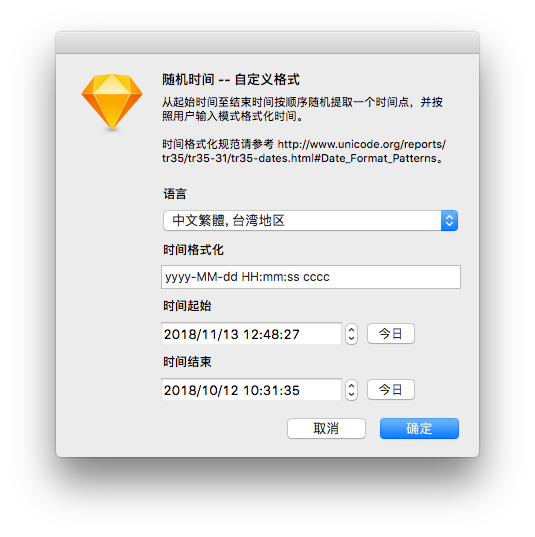 随机时间 -- 自定义格式
从起始时间至结束时间按顺序随机提取一个时间点，并按
照用户输入模式格式化时间。
时间格式化规范请参考 http://www.unicode.org/reports/
tr35/tr35-31/tr35-dates.html#Date_Format_Patterns。
语言
中文繁體, 台湾地区
时间格式化
yyyy-MM-dd HH:mm:ss cccc
时间起始
2018/11/13 12:48:27
今日
时间结束
2018/10/12 10:31:35
今日
取消
确定